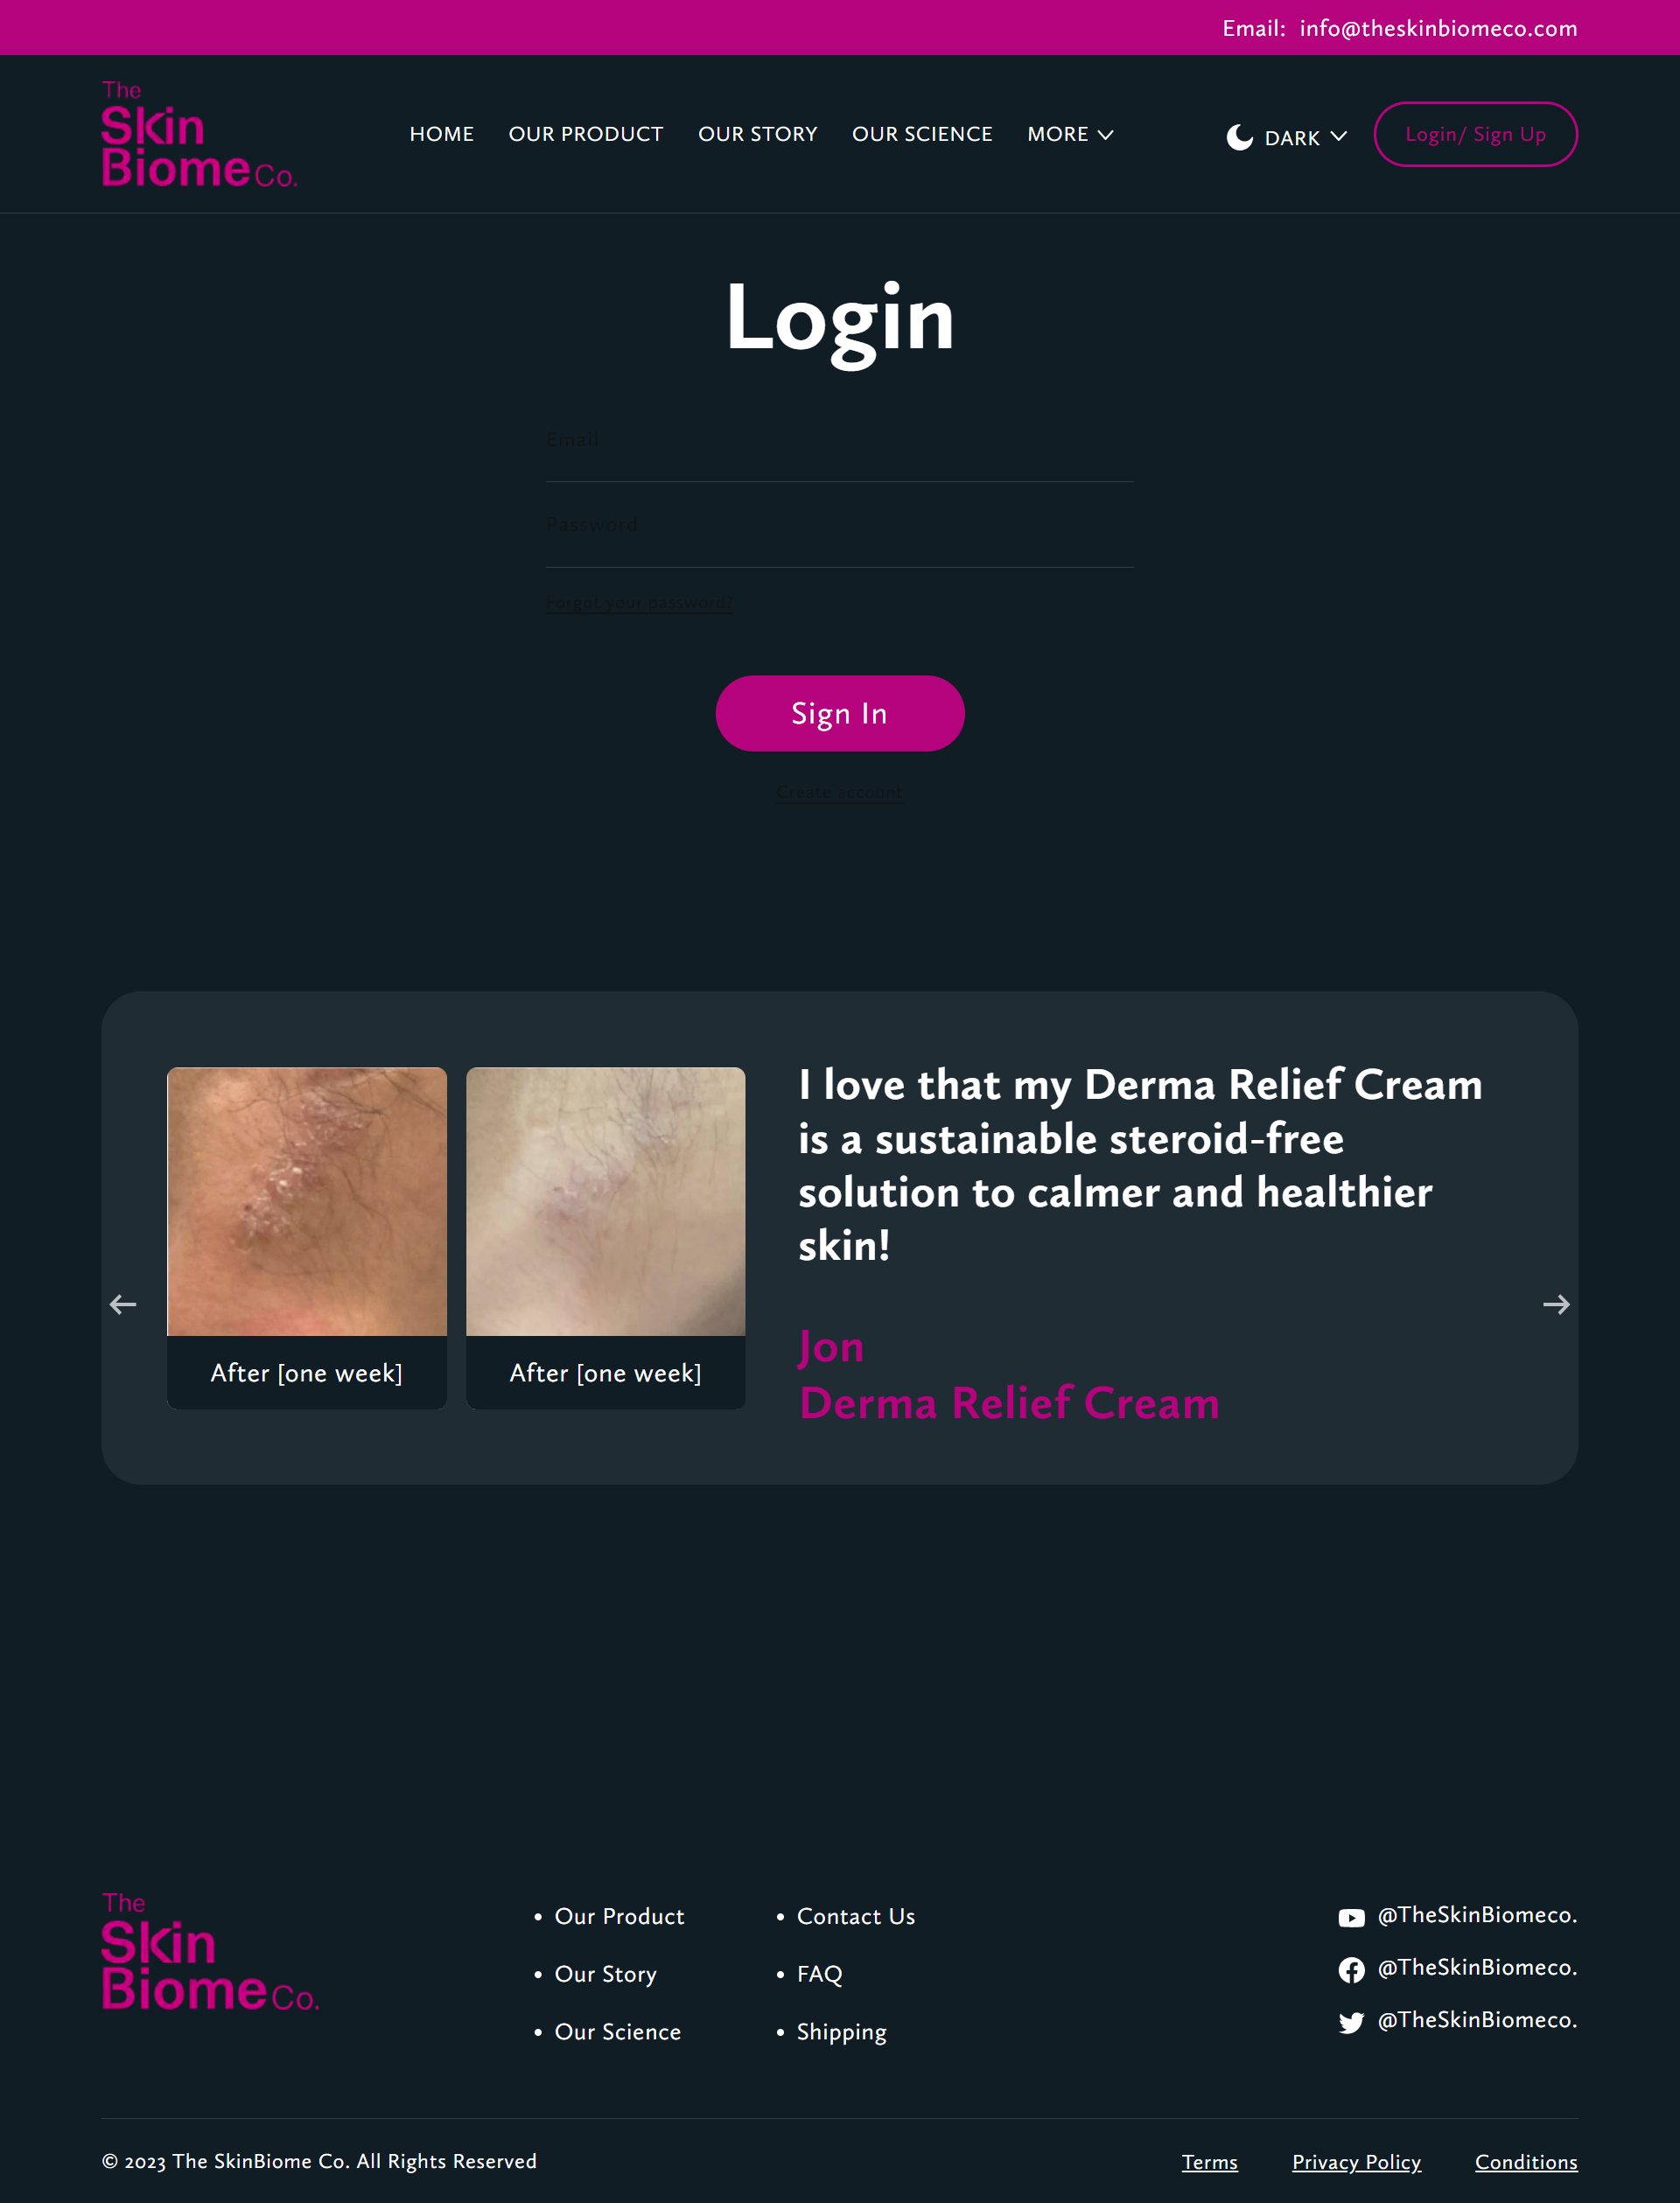 Email: info@theskinbiomeco.com
The
Skin
Biome Co.
HOME OUR PRODUCT OUR STORY OUR SCIENCE MORE
DARK
Login/ Sign Up
Login
Email
Password
Forgot your password?
Sign In
Create account
After [one week]
After [one week]
I love that my Derma Relief Cream
is a sustainable steroid-free
solution to calmer and healthier
skin!
Jon
Derma Relief Cream
The
Skin
Biome Co.
• Our Product
• Our Story
• Our Science
• Contact Us
• FAQ
• Shipping
@TheSkinBiomeco.
@TheSkinBiomeco.
@TheSkinBiomeco.
© 2023 The SkinBiome Co. All Rights Reserved
Terms Privacy Policy Conditions